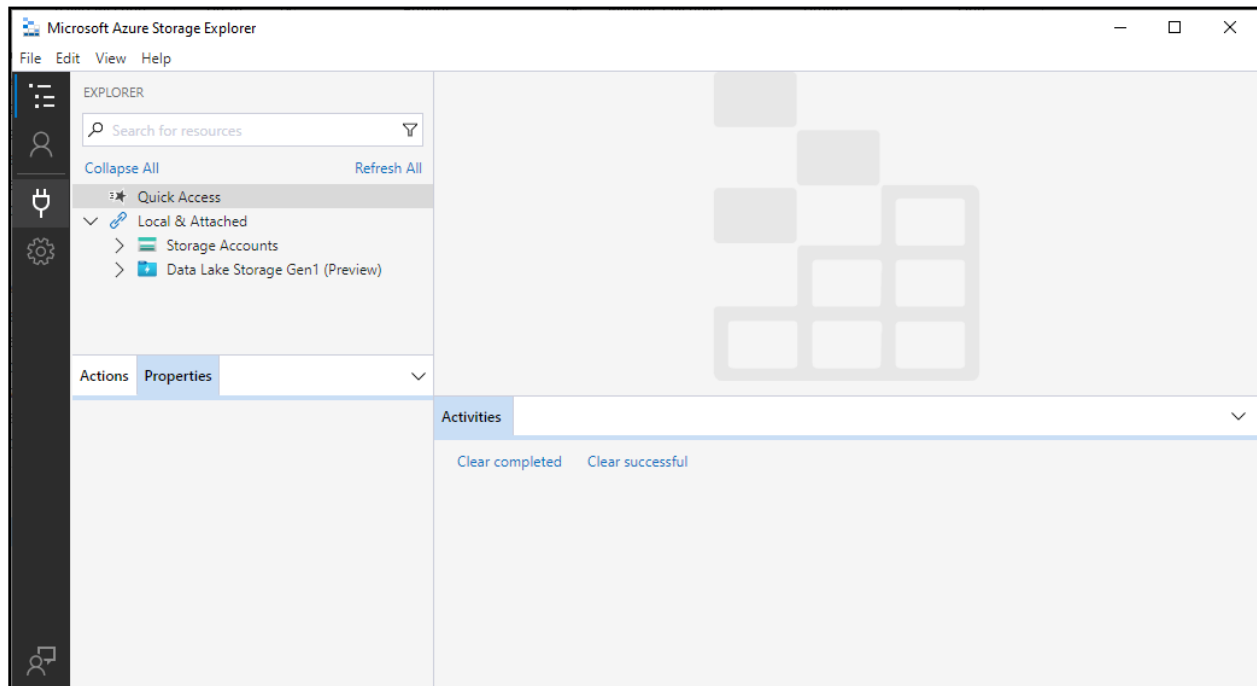 Microsoft Azure Storage Explorer
File Edit View Help
EXPLORER
Search for resources
Collapse All Refresh All
Quick Access
Local & Attached
Storage Accounts
Data Lake Storage Gen1 (Preview)
Actions Properties
Activities
Clear completed Clear successful